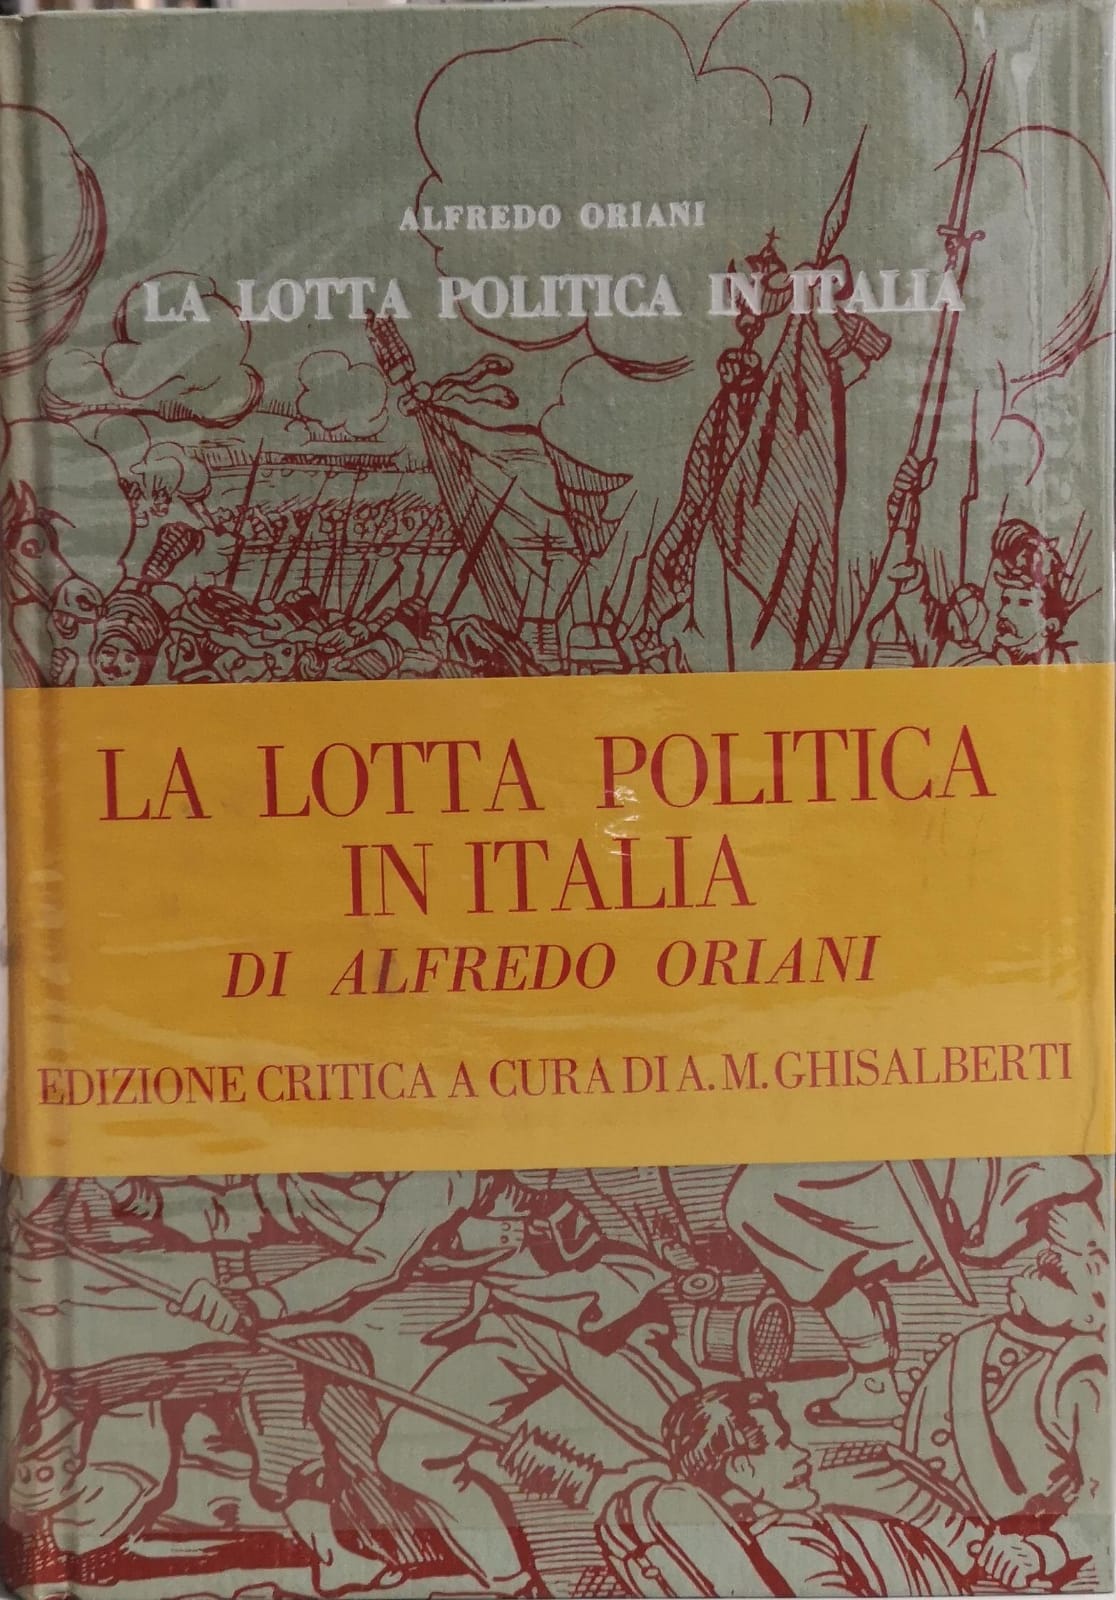 ALFREDO ORIANI
LA LOTTA POLITICA IN ITALIA
LA LOTTA POLITICA
IN ITALIA
DI ALFREDO ORIANI
EDIZIONE CRITICA A CURA DI A. M. GHISALBERTI